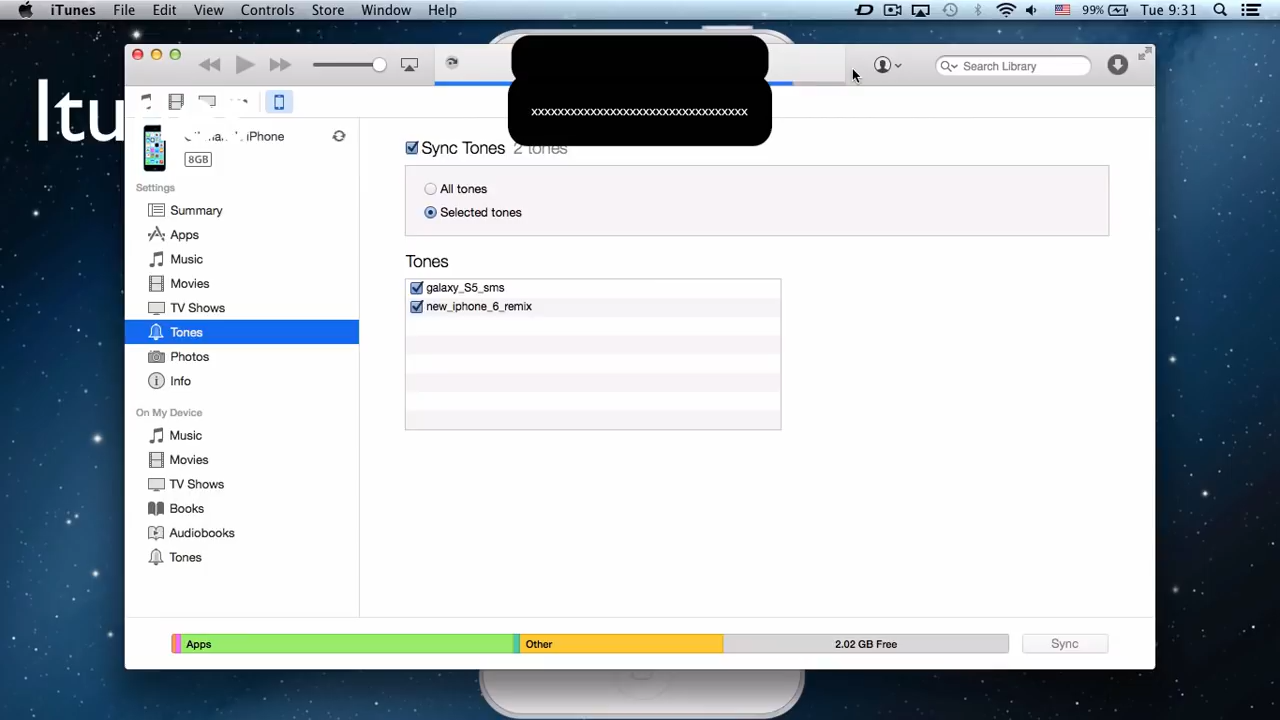 iTunes File Edit View Controls Store Window Help 99% Tue 9:31
Search Library
xxxxxxxxxxxxxxxxxxxxxxxxxxxxxxxxx
iPhone
8GB
Sync Tones 2 tones
All tones
Selected tones
Settings
Summary
Apps
Music
Movies
TV Shows
Tones
Photos
Info
On My Device
Music
Movies
TV Shows
Books
Audiobooks
Tones
Tones
galaxy_S5_sms
new_iphone_6_remix
Apps Other 2.02 GB Free Sync